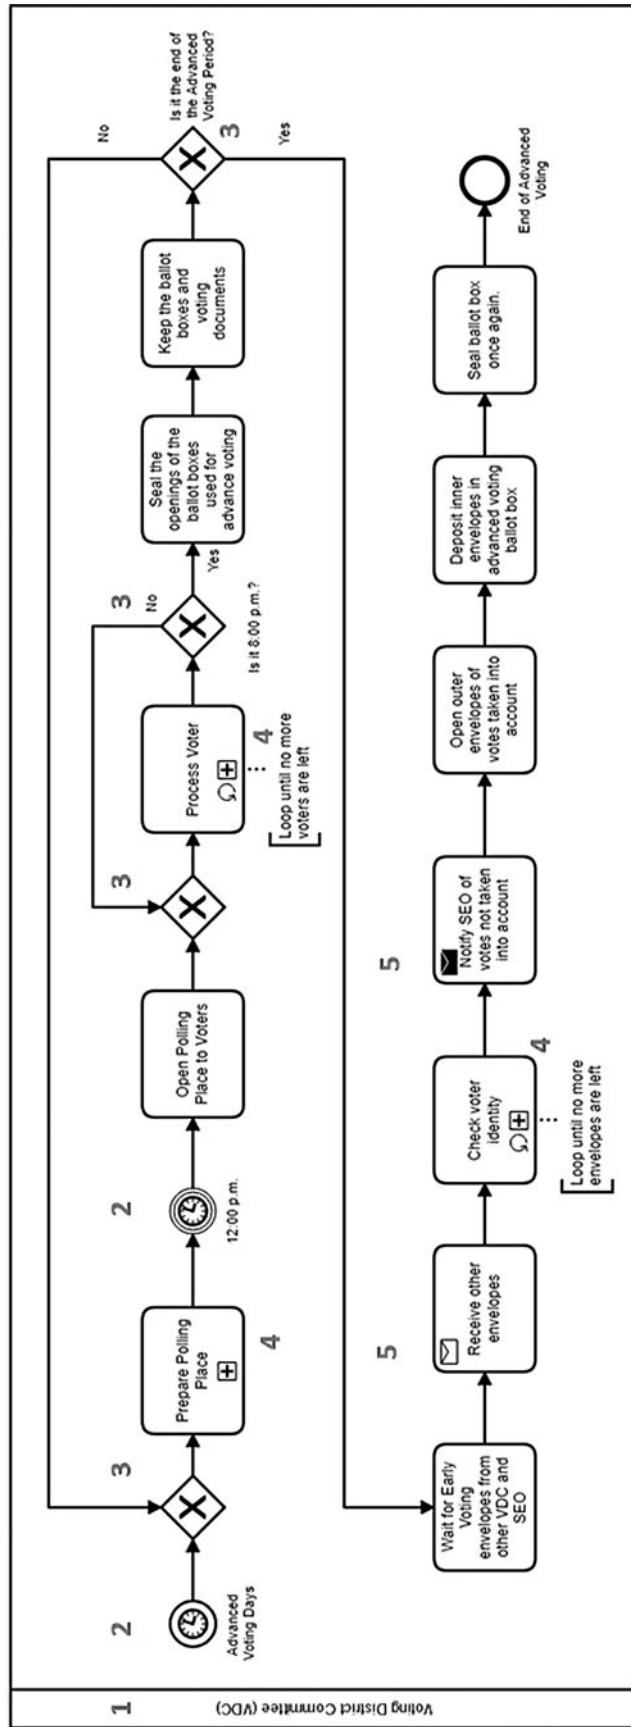 1
Voting District Committee (VDC)
2
Advanced
Voting Days
3
Prepare Polling
Place
4
2
12:00 p.m.
Open Polling
Place to Voters
3
Process Voter
4
Loop until no more
voters are left
3
No
Is it 8:00 p.m.?
Yes
Seal the
openings of the
ballot boxes
used for
advance voting
Keep the ballot
boxes and
voting
documents
No
Is it the end of
the Advanced
Voting Period?
3
Yes
Wait for Early
Voting
envelopes from
other VDC and
SEO
5
Receive other
envelopes
Check voter
identity
4
Loop until no more
envelopes are left
5
Notify SEO of
votes not taken
into account
Open outer
envelopes of
votes taken into
account
Deposit inner
envelopes in
advanced voting
ballot box
Seal ballot box
once again.
End of Advanced
Voting